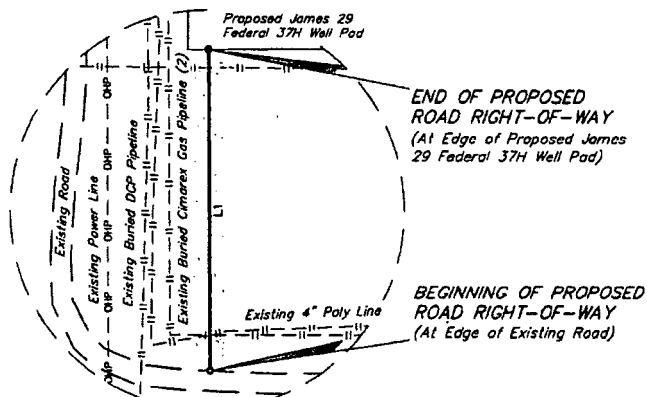 Proposed James 29
Federal 37H Well Pad
END OF PROPOSED
ROAD RIGHT-OF-WAY
(At Edge of Proposed James
29 Federal 37H Well Pad)
Existing Road
Existing Power Line
OHP
OHP
OHP
OHP
Existing Buried DCP Pipeline
Existing Buried Cimarex Gas Pipeline (2)
L1
Existing 4" Poly Line
BEGINNING OF PROPOSED
ROAD RIGHT-OF-WAY
(At Edge of Existing Road)